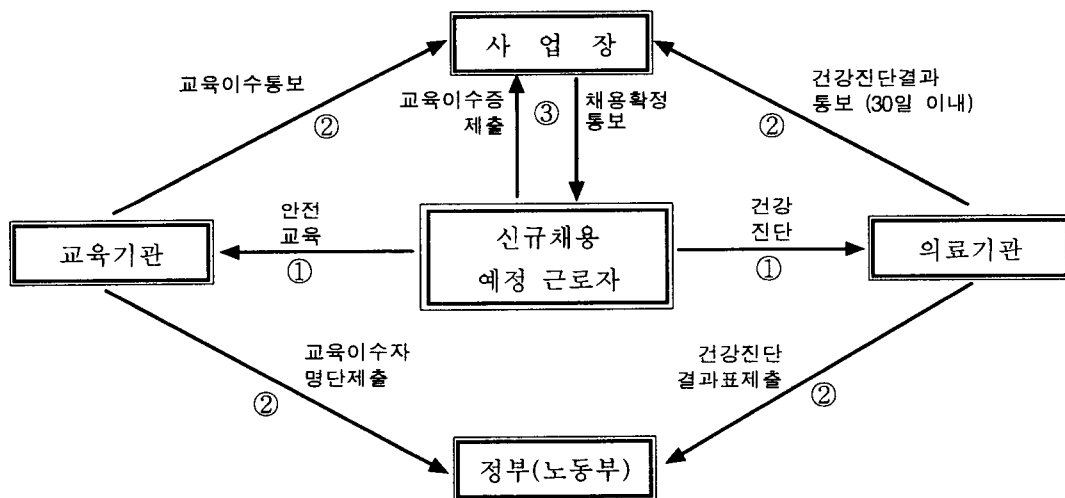 사 업 장
교육이수통보
②
교육이수증
제출
③
채용확정
통보
건강진단결과
통보 (30일 이내)
②
교육기관
안전
교육
①
신규채용
예정 근로자
건강
진단
①
의료기관
교육이수자
명단제출
②
건강진단
결과표제출
②
정부(노동부)